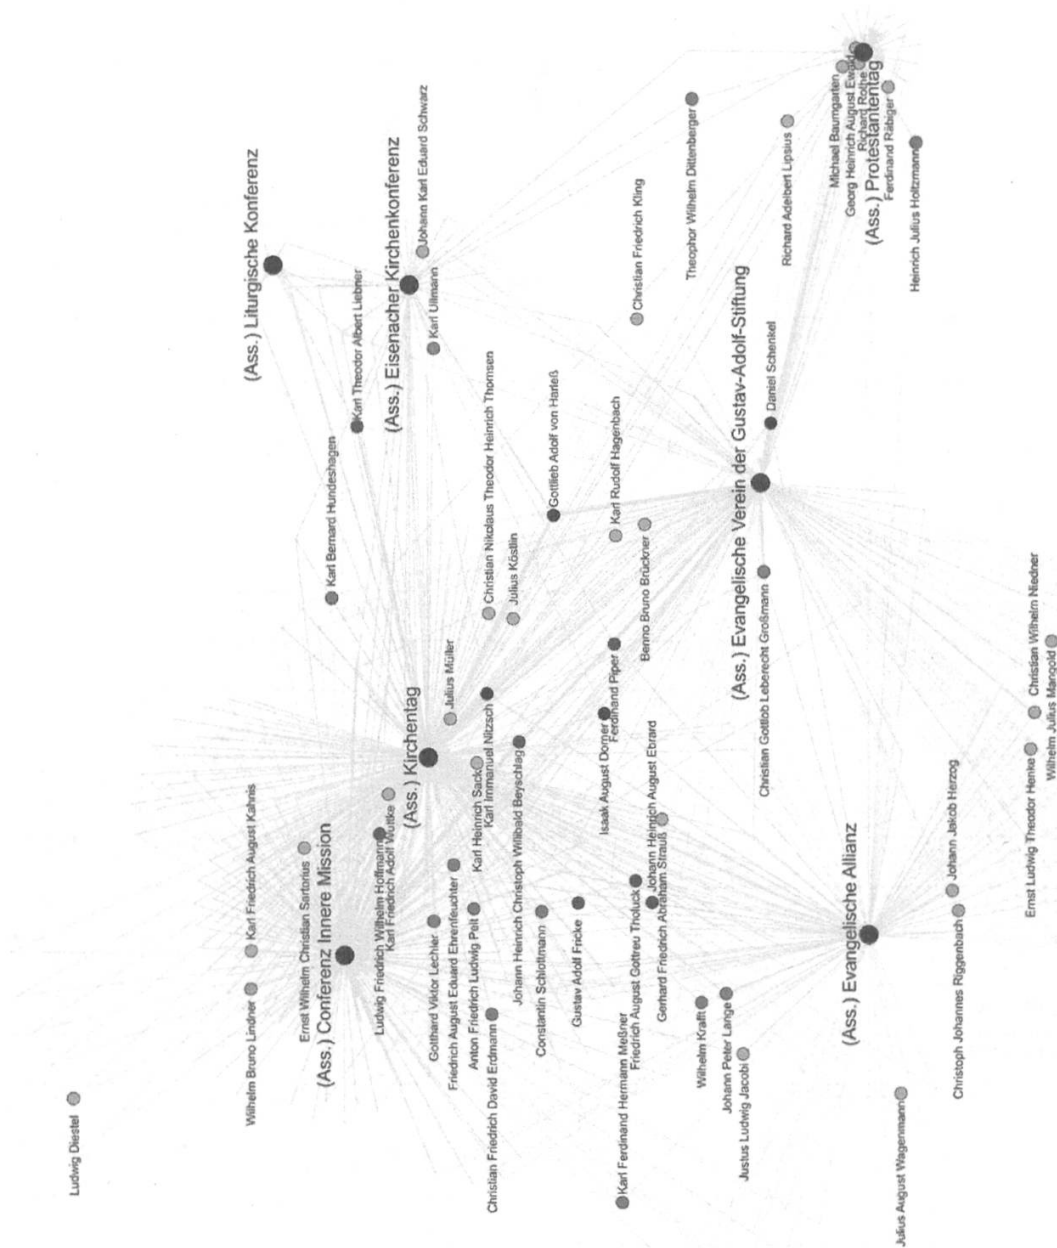 Ludwig Diestel
Wilhelm Bruno Lindner
Karl Friedrich August Kahnis
(Ass.) Liturgische Konferenz
Ernst Wilhelm Christian Sartorius
(Ass.) Conferenz Innere Mission
Karl Bernard Hundeshagen
Karl Theodor Albert Liebner
Ludwig Friedrich Wilhelm Hoffmann
Karl Friedrich Adolf Wuttke
(Ass.) Eisenacher Kirchenkonferenz
(Ass.) Kirchentag
Johann Karl Eduard Schwarz
Gotthard Viktor Lechler
Karl Ullmann
Julius Müller
Friedrich August Eduard Ehrenfeuchter
Anton Friedrich Ludwig Pelt
Karl Heinrich Sack
Karl Immanuel Nitzsch
Christian Nikolaus Theodor Heinrich Thomsen
Christian Friedrich David Erdmann
Julius Köstlin
Johann Heinrich Christoph Willibald Beyschlag
Constantin Schlottmann
Gottlieb Adolf von Harleß
Gustav Adolf Fricke
Isaak August Dorner
Ferdinand Piper
Karl Rudolf Hagenbach
Karl Ferdinand Hermann Meßner
Friedrich August Gottreu Tholuck
Christian Friedrich Kling
Benno Bruno Brückner
Johann Heinrich August Ebrard
Gerhard Friedrich Abraham Strauß
Theophor Wilhelm Dittenberger
Wilhelm Krafft
Johann Peter Lange
(Ass.) Evangelische Verein der Gustav-Adolf-Stiftung
Justus Ludwig Jacobi
Christian Gottlob Leberecht Großmann
Daniel Schenkel
Richard Adelbert Lipsius
Michael Baumgarten
(Ass.) Evangelische Allianz
Georg Heinrich August Ewald
Richard Rothe
(Ass.) Protestantentag
Ferdinand Räbiger
Julius August Wagenmann
Heinrich Julius Holtzmann
Johann Jakob Herzog
Christoph Johannes Riggenbach
Ernst Ludwig Theodor Henke
Christian Wilhelm Niedner
Wilhelm Julius Mangold